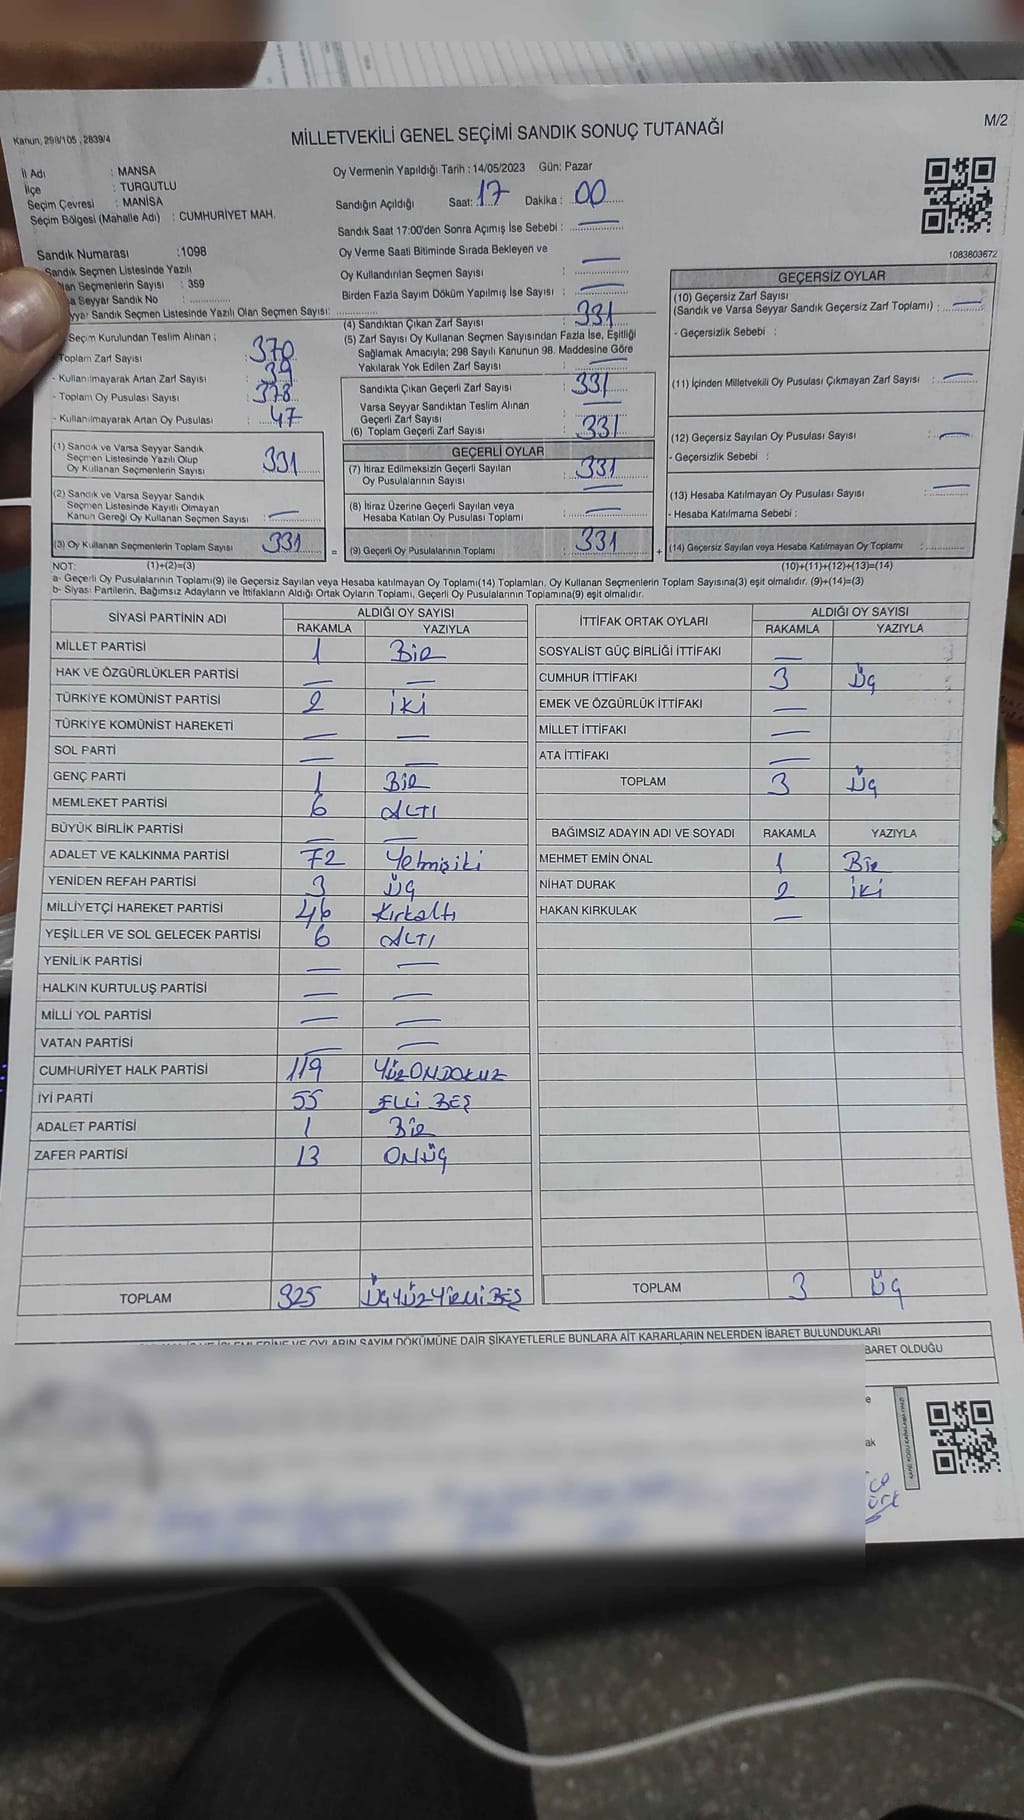 Kanun; 298/105 , 2839/4
MİLLETVEKİLİ GENEL SEÇİMİ SANDIK SONUÇ TUTANAĞI
M/2
İl Adı : MANSA
İlçe : TURGUTLU
Seçim Çevresi : MANİSA
Seçim Bölgesi (Mahalle Adı) : CUMHURİYET MAH.
Oy Vermenin Yapıldığı Tarih : 14/05/2023 Gün: Pazar
Sandığın Açıldığı Saat: 17 Dakika : 00
Sandık Saat 17:00'den Sonra Açımış İse Sebebi : —
Oy Verme Saati Bitiminde Sırada Bekleyen ve
Oy Kullandırılan Seçmen Sayısı : —
Birden Fazla Sayım Döküm Yapılmış İse Sayısı : —
1083803672
Sandık Numarası :1098
Sandık Seçmen Listesinde Yazılı
lan Seçmenlerin Sayısı : 359
a Seyyar Sandık No :
yyar Sandık Seçmen Listesinde Yazılı Olan Seçmen Sayısı:
Seçim Kurulundan Teslim Alınan ;
Toplam Zarf Sayısı : 370
- Kullanılmayarak Artan Zarf Sayısı : 39
- Toplam Oy Pusulası Sayısı : 378
- Kullanılmayarak Artan Oy Pusulası : 47
(1) Sandık ve Varsa Seyyar Sandık
Seçmen Listesinde Yazılı Olup
Oy Kullanan Seçmenlerin Sayısı : 331
(2) Sandık ve Varsa Seyyar Sandık
Seçmen Listesinde Kayıtlı Olmayan
Kanun Gereği Oy Kullanan Seçmen Sayısı : —
(3) Oy Kullanan Seçmenlerin Toplam Sayısı : 331
(4) Sandıktan Çıkan Zarf Sayısı : 331
(5) Zarf Sayısı Oy Kullanan Seçmen Sayısından Fazla İse, Eşitliği
Sağlamak Amacıyla; 298 Sayılı Kanunun 98. Maddesine Göre
Yakılarak Yok Edilen Zarf Sayısı : —
Sandıkta Çıkan Geçerli Zarf Sayısı : 331
Varsa Seyyar Sandıktan Teslim Alınan
Geçerli Zarf Sayısı : —
(6) Toplam Geçerli Zarf Sayısı : 331
GEÇERLİ OYLAR
(7) İtiraz Edilmeksizin Geçerli Sayılan
Oy Pusulalarının Sayısı : 331
(8) İtiraz Üzerine Geçerli Sayılan veya
Hesaba Katılan Oy Pusulası Toplamı : —
= (9) Geçerli Oy Pusulalarının Toplamı : 331
GEÇERSİZ OYLAR
(10) Geçersiz Zarf Sayısı
(Sandık ve Varsa Seyyar Sandık Geçersiz Zarf Toplamı) : —
- Geçersizlik Sebebi :
(11) İçinden Milletvekili Oy Pusulası Çıkmayan Zarf Sayısı : —
(12) Geçersiz Sayılan Oy Pusulası Sayısı : —
- Geçersizlik Sebebi :
(13) Hesaba Katılmayan Oy Pusulası Sayısı : —
- Hesaba Katılmama Sebebi :
+ (14) Geçersiz Sayılan veya Hesaba Katılmayan Oy Toplamı :
NOT: (1)+(2)=(3) (10)+(11)+(12)+(13)=(14)
a- Geçerli Oy Pusulalarının Toplamı(9) ile Geçersiz Sayılan veya Hesaba katılmayan Oy Toplamı(14) Toplamları, Oy Kullanan Seçmenlerin Toplam Sayısına(3) eşit olmalıdır. (9)+(14)=(3)
b- Siyasi Partilerin, Bağımsız Adayların ve İttifakların Aldığı Ortak Oyların Toplamı, Geçerli Oy Pusulalarının Toplamına(9) eşit olmalıdır.
SİYASİ PARTİNİN ADI ALDIĞI OY SAYISI
RAKAMLA YAZIYLA
MİLLET PARTİSİ 1 Bir
HAK VE ÖZGÜRLÜKLER PARTİSİ — —
TÜRKİYE KOMÜNİST PARTİSİ 2 iki
TÜRKİYE KOMÜNİST HAREKETİ — —
SOL PARTİ — —
GENÇ PARTİ 1 Bir
MEMLEKET PARTİSİ 6 ALTI
BÜYÜK BİRLİK PARTİSİ — —
ADALET VE KALKINMA PARTİSİ 72 Yetmişiki
YENİDEN REFAH PARTİSİ 3 Üç
MİLLİYETÇİ HAREKET PARTİSİ 46 Kırkaltı
YEŞİLLER VE SOL GELECEK PARTİSİ 6 ALTI
YENİLİK PARTİSİ — —
HALKIN KURTULUŞ PARTİSİ — —
MİLLİ YOL PARTİSİ — —
VATAN PARTİSİ — —
CUMHURİYET HALK PARTİSİ 119 YÜZONDOKUZ
İYİ PARTİ 55 ELLİ BEŞ
ADALET PARTİSİ 1 Bir
ZAFER PARTİSİ 13 ONÜÇ
TOPLAM 325 ÜÇYÜZYİRMİBEŞ
İTTİFAK ORTAK OYLARI ALDIĞI OY SAYISI
RAKAMLA YAZIYLA
SOSYALİST GÜÇ BİRLİĞİ İTTİFAKI —
CUMHUR İTTİFAKI 3 Üç
EMEK VE ÖZGÜRLÜK İTTİFAKI —
MİLLET İTTİFAKI —
ATA İTTİFAKI —
TOPLAM 3 Üç
BAĞIMSIZ ADAYIN ADI VE SOYADI RAKAMLA YAZIYLA
MEHMET EMİN ÖNAL 1 Bir
NİHAT DURAK 2 İki
HAKAN KIRKULAK —
TOPLAM 3 Üç
OYLARIN SAYIM DÖKÜMÜNE DAİR ŞİKAYETLERLE BUNLARA AİT KARARLARIN NELERDEN İBARET BULUNDUKLARI
BARET OLDUĞU